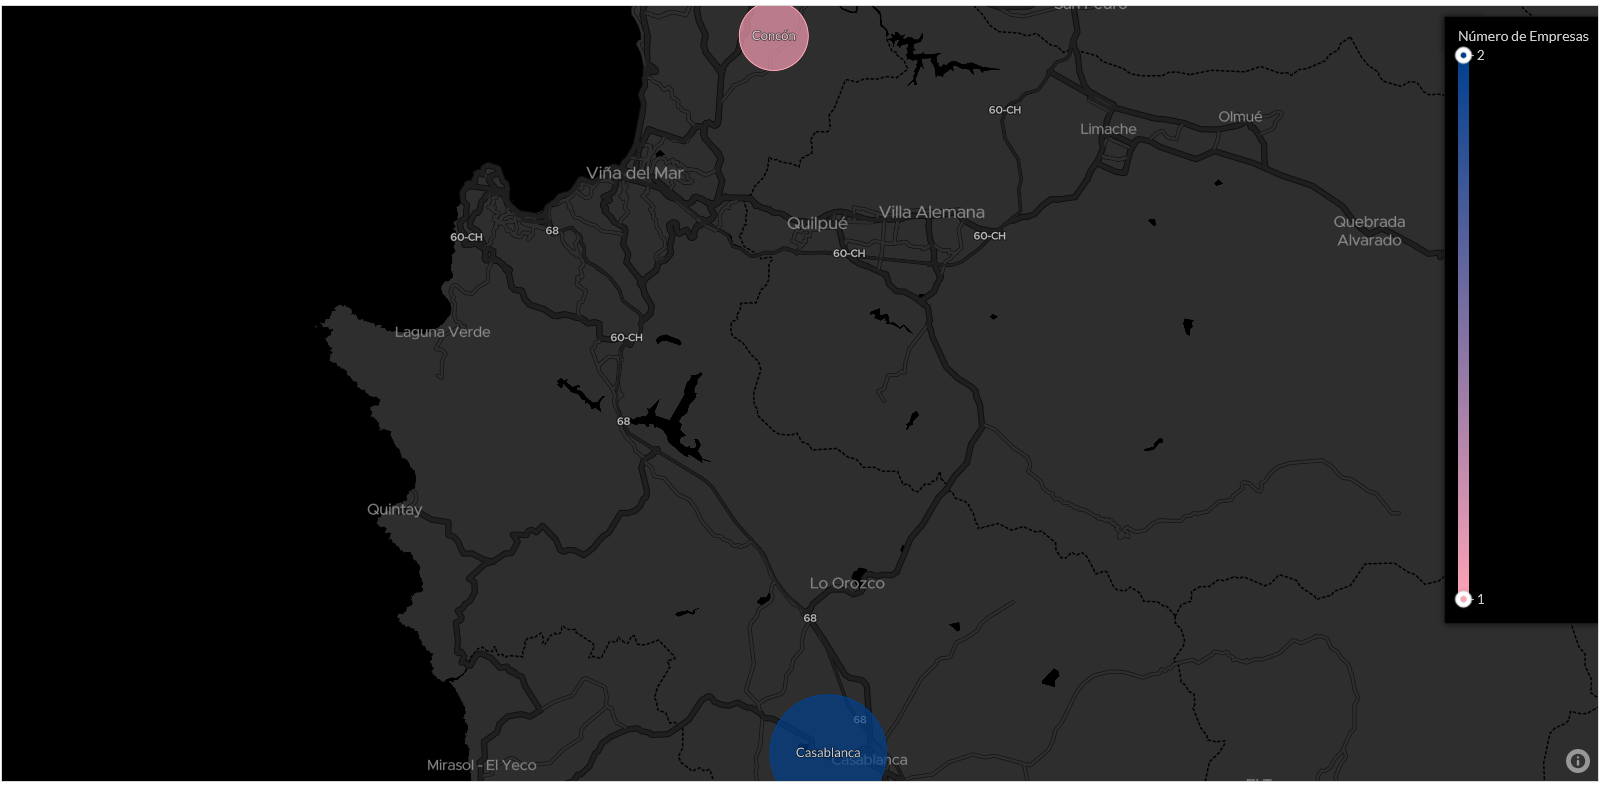 San Pedro
Concón
Número de Empresas
2
60-CH
Olmué
Limache
Viña del Mar
Villa Alemana
Quilpué
Quebrada
Alvarado
68
60-CH
60-CH
60-CH
Laguna Verde
60-CH
68
Quintay
Lo Orozco
1
68
68
Casablanca
Casablanca
Mirasol - El Yeco